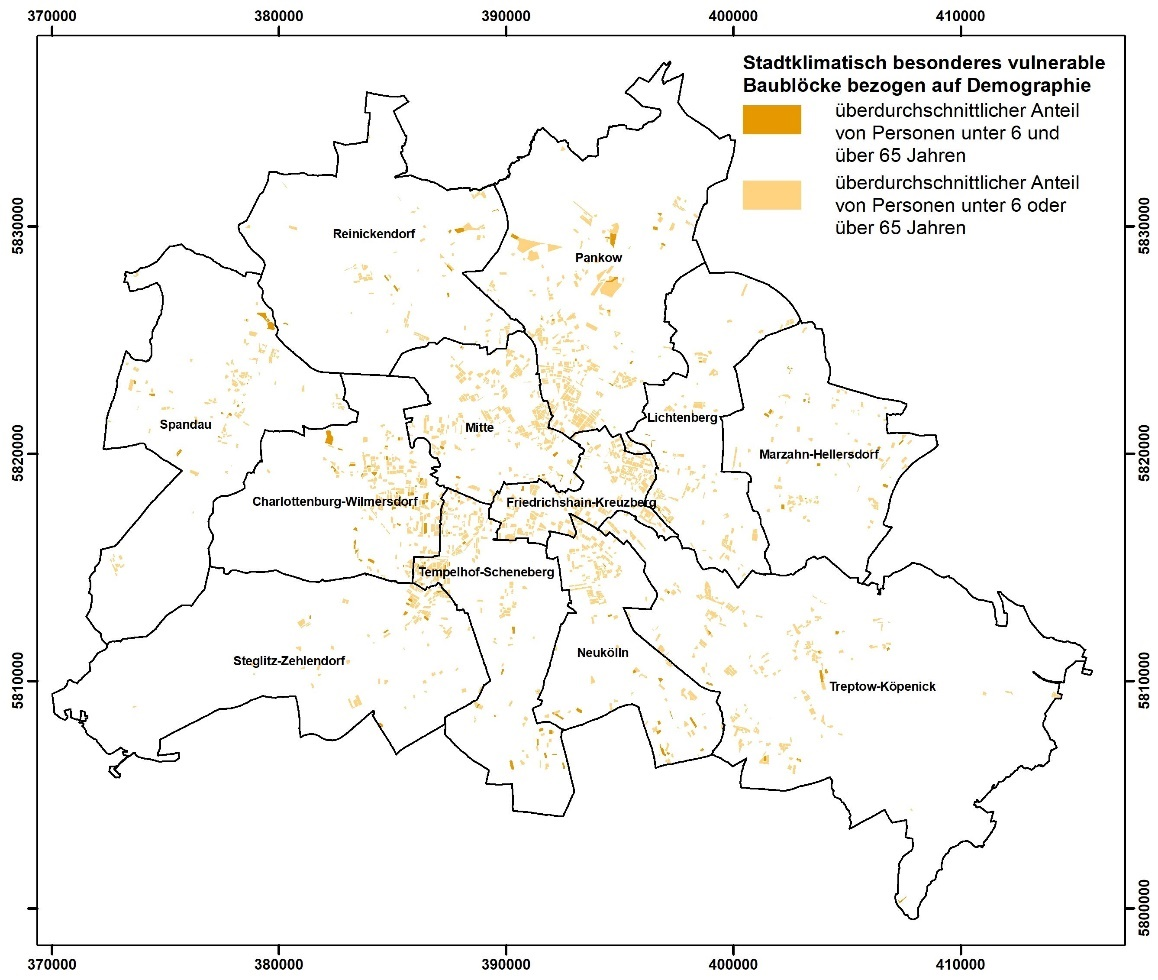 370000 380000 390000 400000 410000
Stadtklimatisch besonderes vulnerable
Baublöcke bezogen auf Demographie
überdurchschnittlicher Anteil
von Personen unter 6 und
über 65 Jahren
überdurchschnittlicher Anteil
von Personen unter 6 oder
über 65 Jahren
5830000 5830000
Reinickendorf
Pankow
Lichtenberg
Spandau
Mitte
5820000 5820000
Marzahn-Hellersdorf
Charlottenburg-Wilmersdorf
Friedrichshain-Kreuzberg
Tempelhof-Scheneberg
Neukölln
Steglitz-Zehlendorf
5810000 5810000
Treptow-Köpenick
5800000
370000 380000 390000 400000 410000